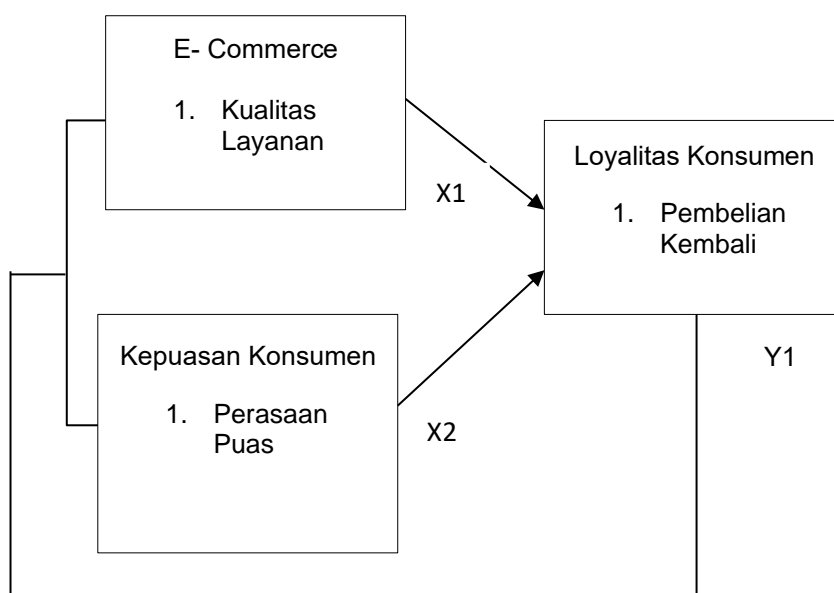 E- Commerce
1. Kualitas
Layanan
X1
Loyalitas Konsumen
1. Pembelian
Kembali
Kepuasan Konsumen
1. Perasaan
Puas
X2
Y1